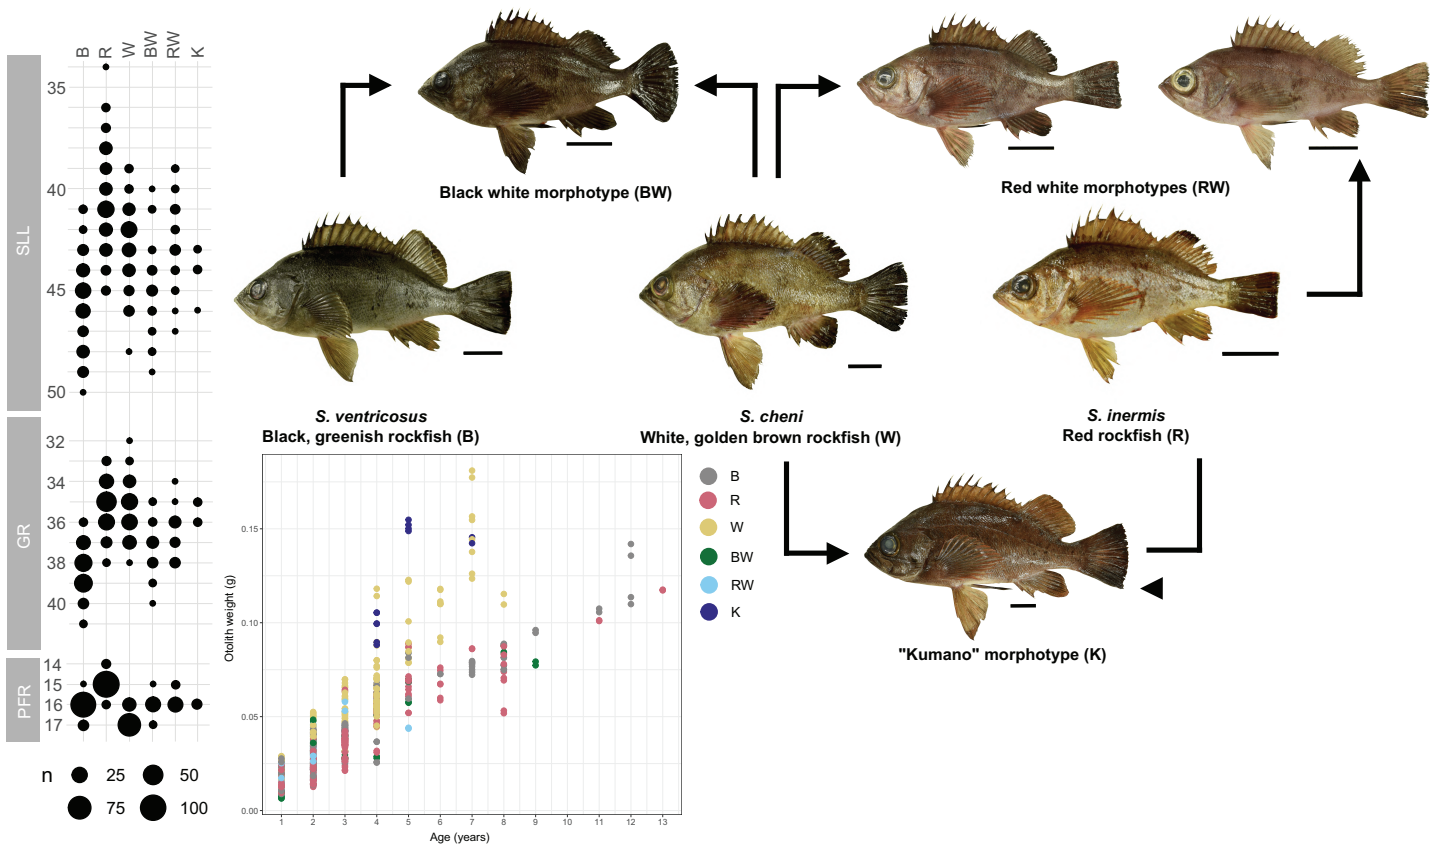 B R W BW RW K
SLL
35
40
45
50
GR
32
34
36
38
40
PFR
14
15
16
17
n 25 50
75 100
Black white morphotype (BW)
Red white morphotypes (RW)
S. ventricosus
Black, greenish rockfish (B)
S. cheni
White, golden brown rockfish (W)
S. inermis
Red rockfish (R)
"Kumano" morphotype (K)
Otolith weight (g)
0.15
0.10
0.05
0.00
1 2 3 4 5 6 7 8 9 10 11 12 13
Age (years)
B
R
W
BW
RW
K